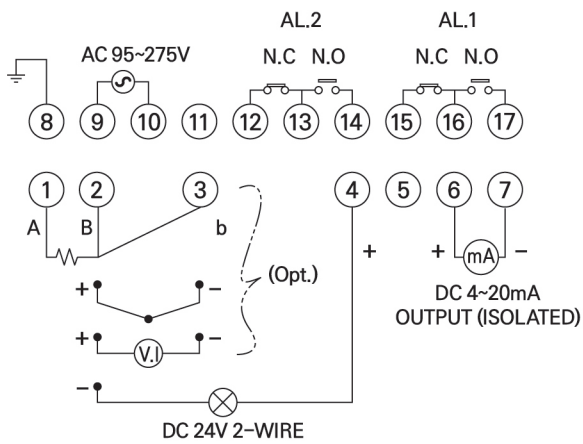 AL.2 AL.1
AC 95~275V N.C N.O N.C N.O
8 9 10 11 12 13 14 15 16 17
1 2 3 4 5 6 7
A B b
+ + mA -
(Opt.)
+ -
DC 4~20mA
OUTPUT (ISOLATED)
+ V.I -
-
DC 24V 2-WIRE